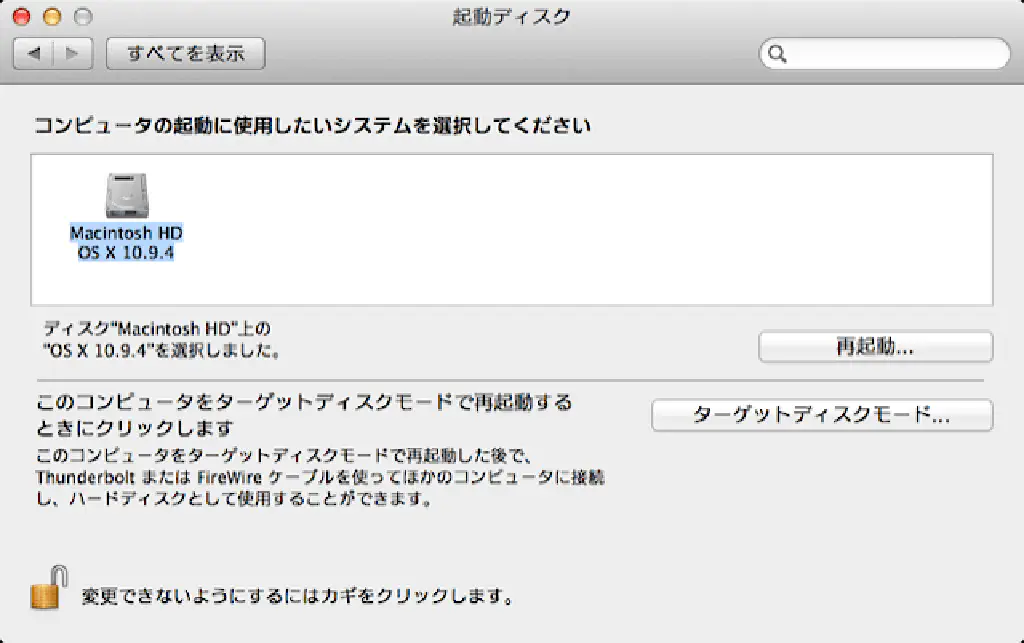 起動ディスク
すべてを表示
コンピュータの起動に使用したいシステムを選択してください
Macintosh HD
OS X 10.9.4
ディスク"Macintosh HD"上の
"OS X 10.9.4"を選択しました。
再起動...
このコンピュータをターゲットディスクモードで再起動する
ときにクリックします
ターゲットディスクモード...
このコンピュータをターゲットディスクモードで再起動した後で、
Thunderbolt または FireWire ケーブルを使ってほかのコンピュータに接続
し、ハードディスクとして使用することができます。
変更できないようにするにはカギをクリックします。